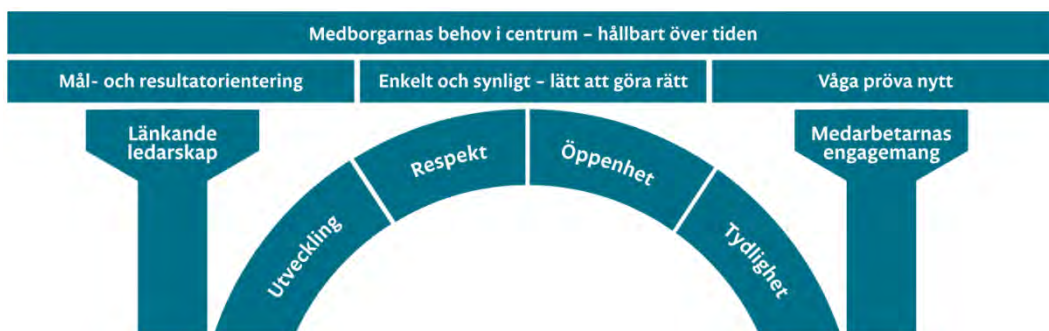 Medborgarnas behov i centrum – hållbart över tiden
Mål- och resultatorientering
Enkelt och synligt – lätt att göra rätt
Våga pröva nytt
Länkande
ledarskap
Utveckling
Respekt
Öppenhet
Tydlighet
Medarbetarnas
engagemang